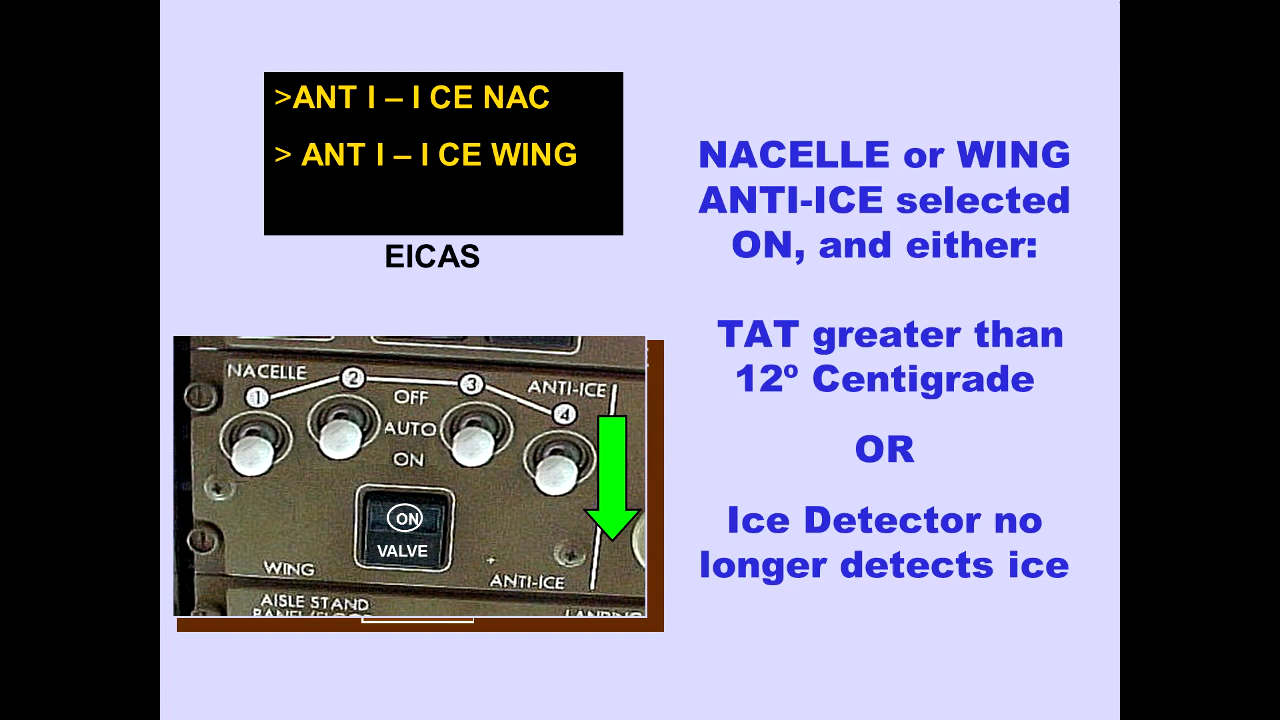 >ANT I – I CE NAC
> ANT I – I CE WING
EICAS
NACELLE or WING
ANTI-ICE selected
ON, and either:
TAT greater than
12º Centigrade
OR
Ice Detector no
longer detects ice
NACELLE
1
2
3
4
ANTI-ICE
OFF
AUTO
ON
ON
VALVE
WING
ANTI-ICE
AISLE STAND